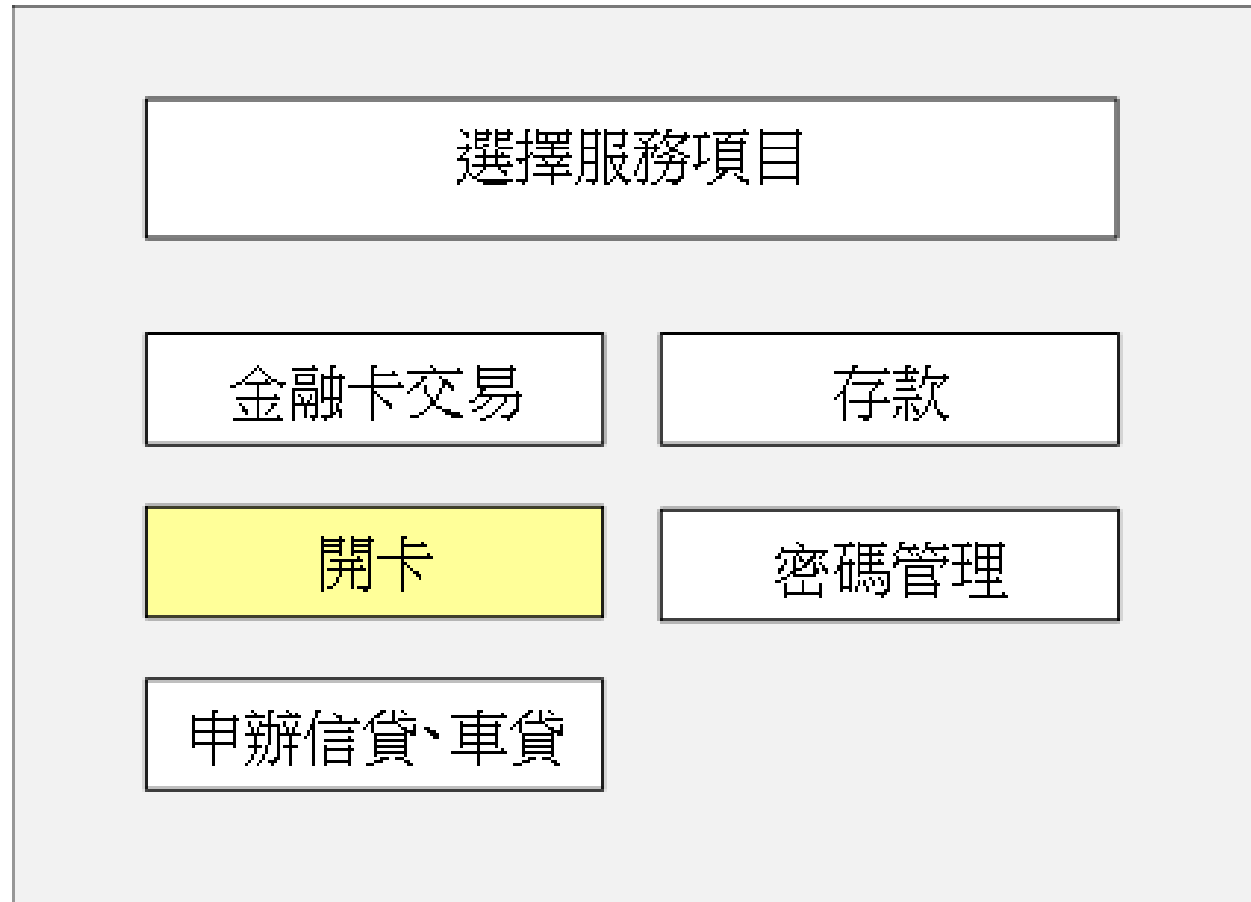 選擇服務項目
金融卡交易
存款
開卡
密碼管理
申辦信貸、車貸